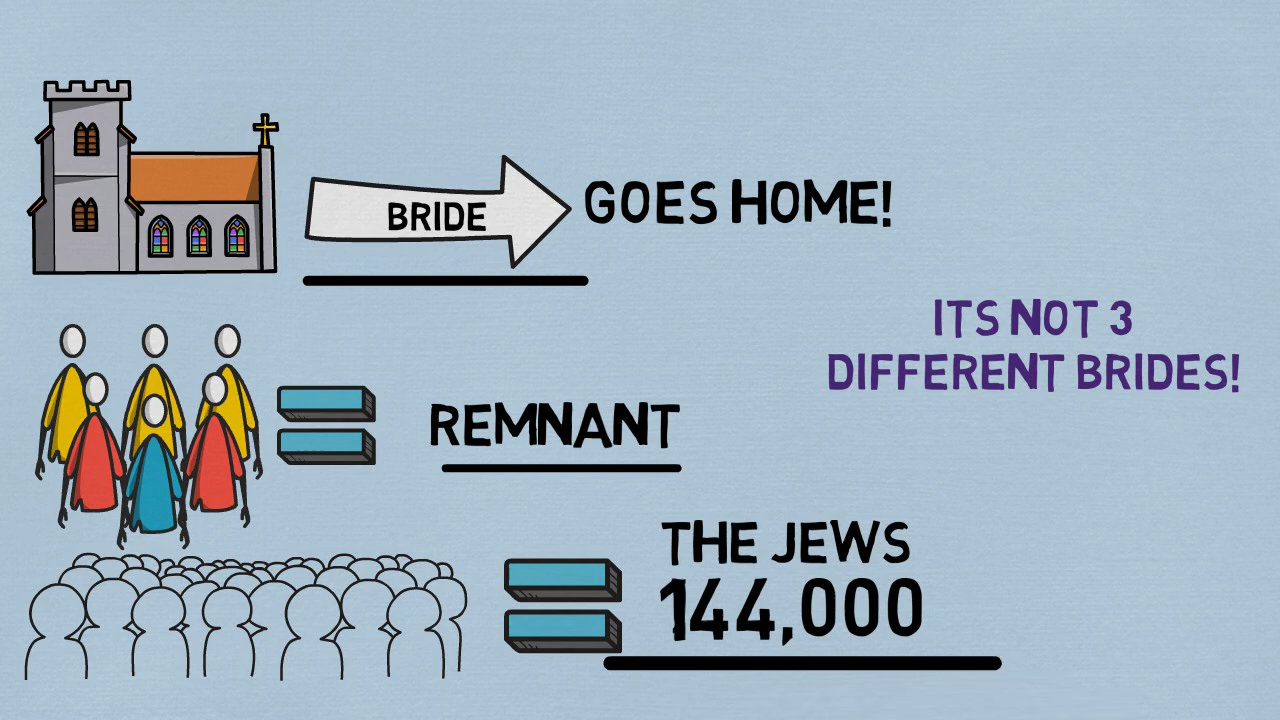 BRIDE
GOES HOME!
ITS NOT 3
DIFFERENT BRIDES!
REMNANT
THE JEWS
144,000